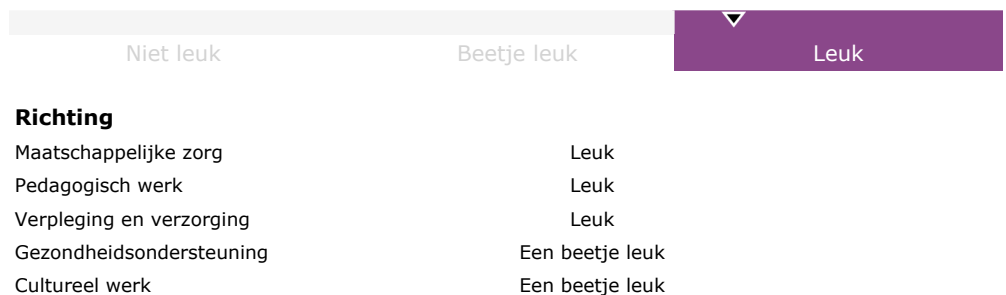 Niet leuk Beetje leuk Leuk
Richting
Maatschappelijke zorg Leuk
Pedagogisch werk Leuk
Verpleging en verzorging Leuk
Gezondheidsondersteuning Een beetje leuk
Cultureel werk Een beetje leuk